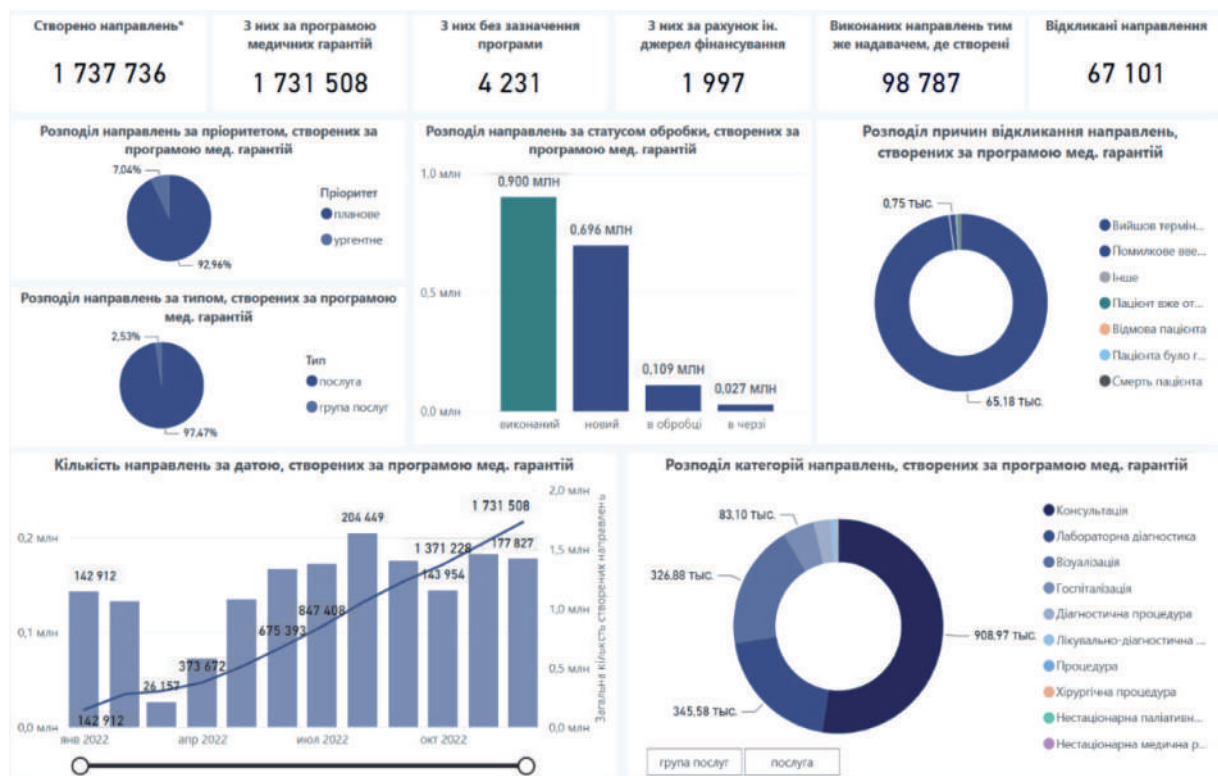 Створено направлень*
1 737 736
З них за програмою
медичних гарантій
1 731 508
З них без зазначення
програми
4 231
З них за рахунок ін.
джерел фінансування
1 997
Виконаних направлень тим
же надавачем, де створені
98 787
Відкликані направлення
67 101
Розподіл направлень за пріоритетом, створених за
програмою мед. гарантій
7,04%
Пріоритет
планове
ургентне
92,96%
Розподіл направлень за типом, створених за програмою
мед. гарантій
2,53%
Тип
послуга
група послуг
97,47%
Розподіл направлень за статусом обробки, створених за
програмою мед. гарантій
1,0 млн
0,900 млн
0,696 млн
0,5 млн
0,109 млн
0,027 млн
0,0 млн
виконаний
новий
в обробці
в черзі
Розподіл причин відкликання направлень,
створених за програмою мед. гарантій
0,75 тыс.
65,18 тыс.
Вийшов термін...
Помилкове вве...
Інше
Пацієнт вже от...
Відмова пацієнта
Пацієнта було г...
Смерть пацієнта
Кількість направлень за датою, створених за програмою мед. гарантій
2,0 млн
1 731 508
204 449
0,2 млн
1 371 228
177 827
1,5 млн
142 912
143 954
847 408
1,0 млн
0,1 млн
675 393
373 672
0,5 млн
26 157
142 912
0,0 млн
0,0 млн
Загальна кількість створених направлень
янв 2022
апр 2022
июл 2022
окт 2022
Розподіл категорій направлень, створених за програмою мед. гарантій
83,10 тыс.
326,88 тыс.
908,97 тыс.
345,58 тыс.
Консультація
Лабораторна діагностика
Візуалізація
Госпіталізація
Діагностична процедура
Лікувально-діагностична ...
Процедура
Хірургічна процедура
Нестаціонарна паліативн...
Нестаціонарна медична р...
група послуг
послуга